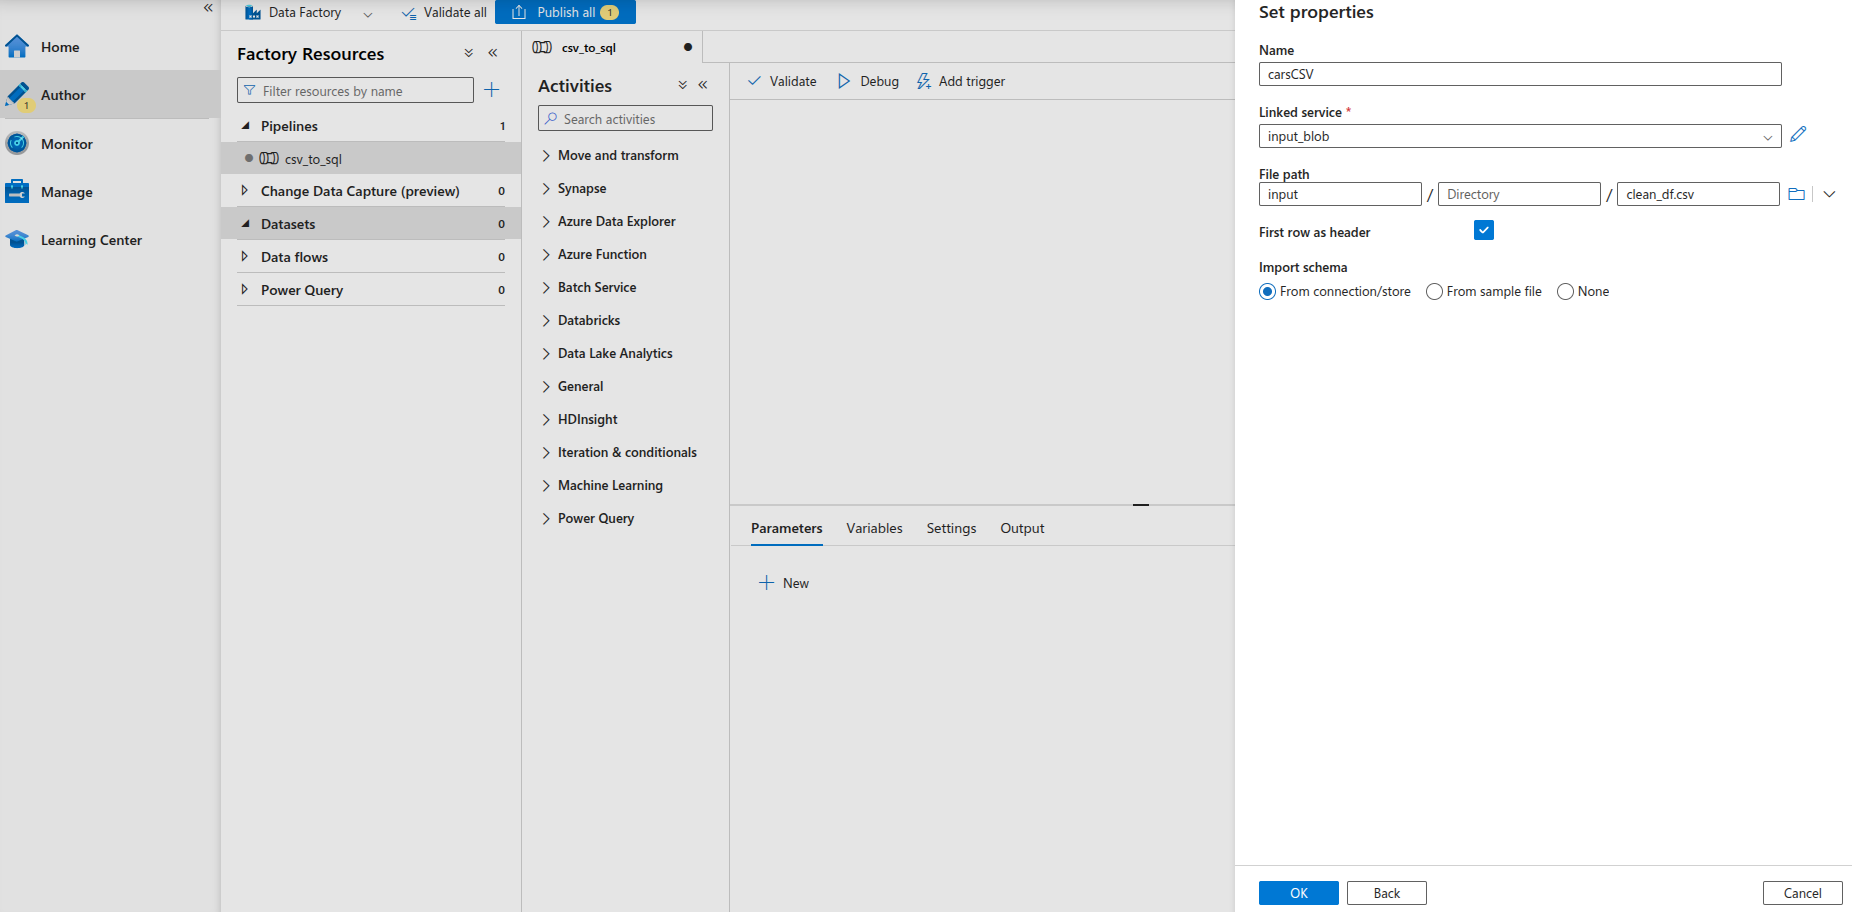 Home
Author
1
Monitor
Manage
Learning Center
Data Factory
Validate all
Publish all 1
Factory Resources
Filter resources by name
Pipelines 1
csv_to_sql
Change Data Capture (preview) 0
Datasets 0
Data flows 0
Power Query 0
csv_to_sql
Activities
Search activities
Move and transform
Synapse
Azure Data Explorer
Azure Function
Batch Service
Databricks
Data Lake Analytics
General
HDInsight
Iteration & conditionals
Machine Learning
Power Query
Validate Debug Add trigger
Parameters Variables Settings Output
New
Set properties
Name
carsCSV
Linked service *
input_blob
File path
input / Directory / clean_df.csv
First row as header
Import schema
From connection/store From sample file None
OK Back Cancel